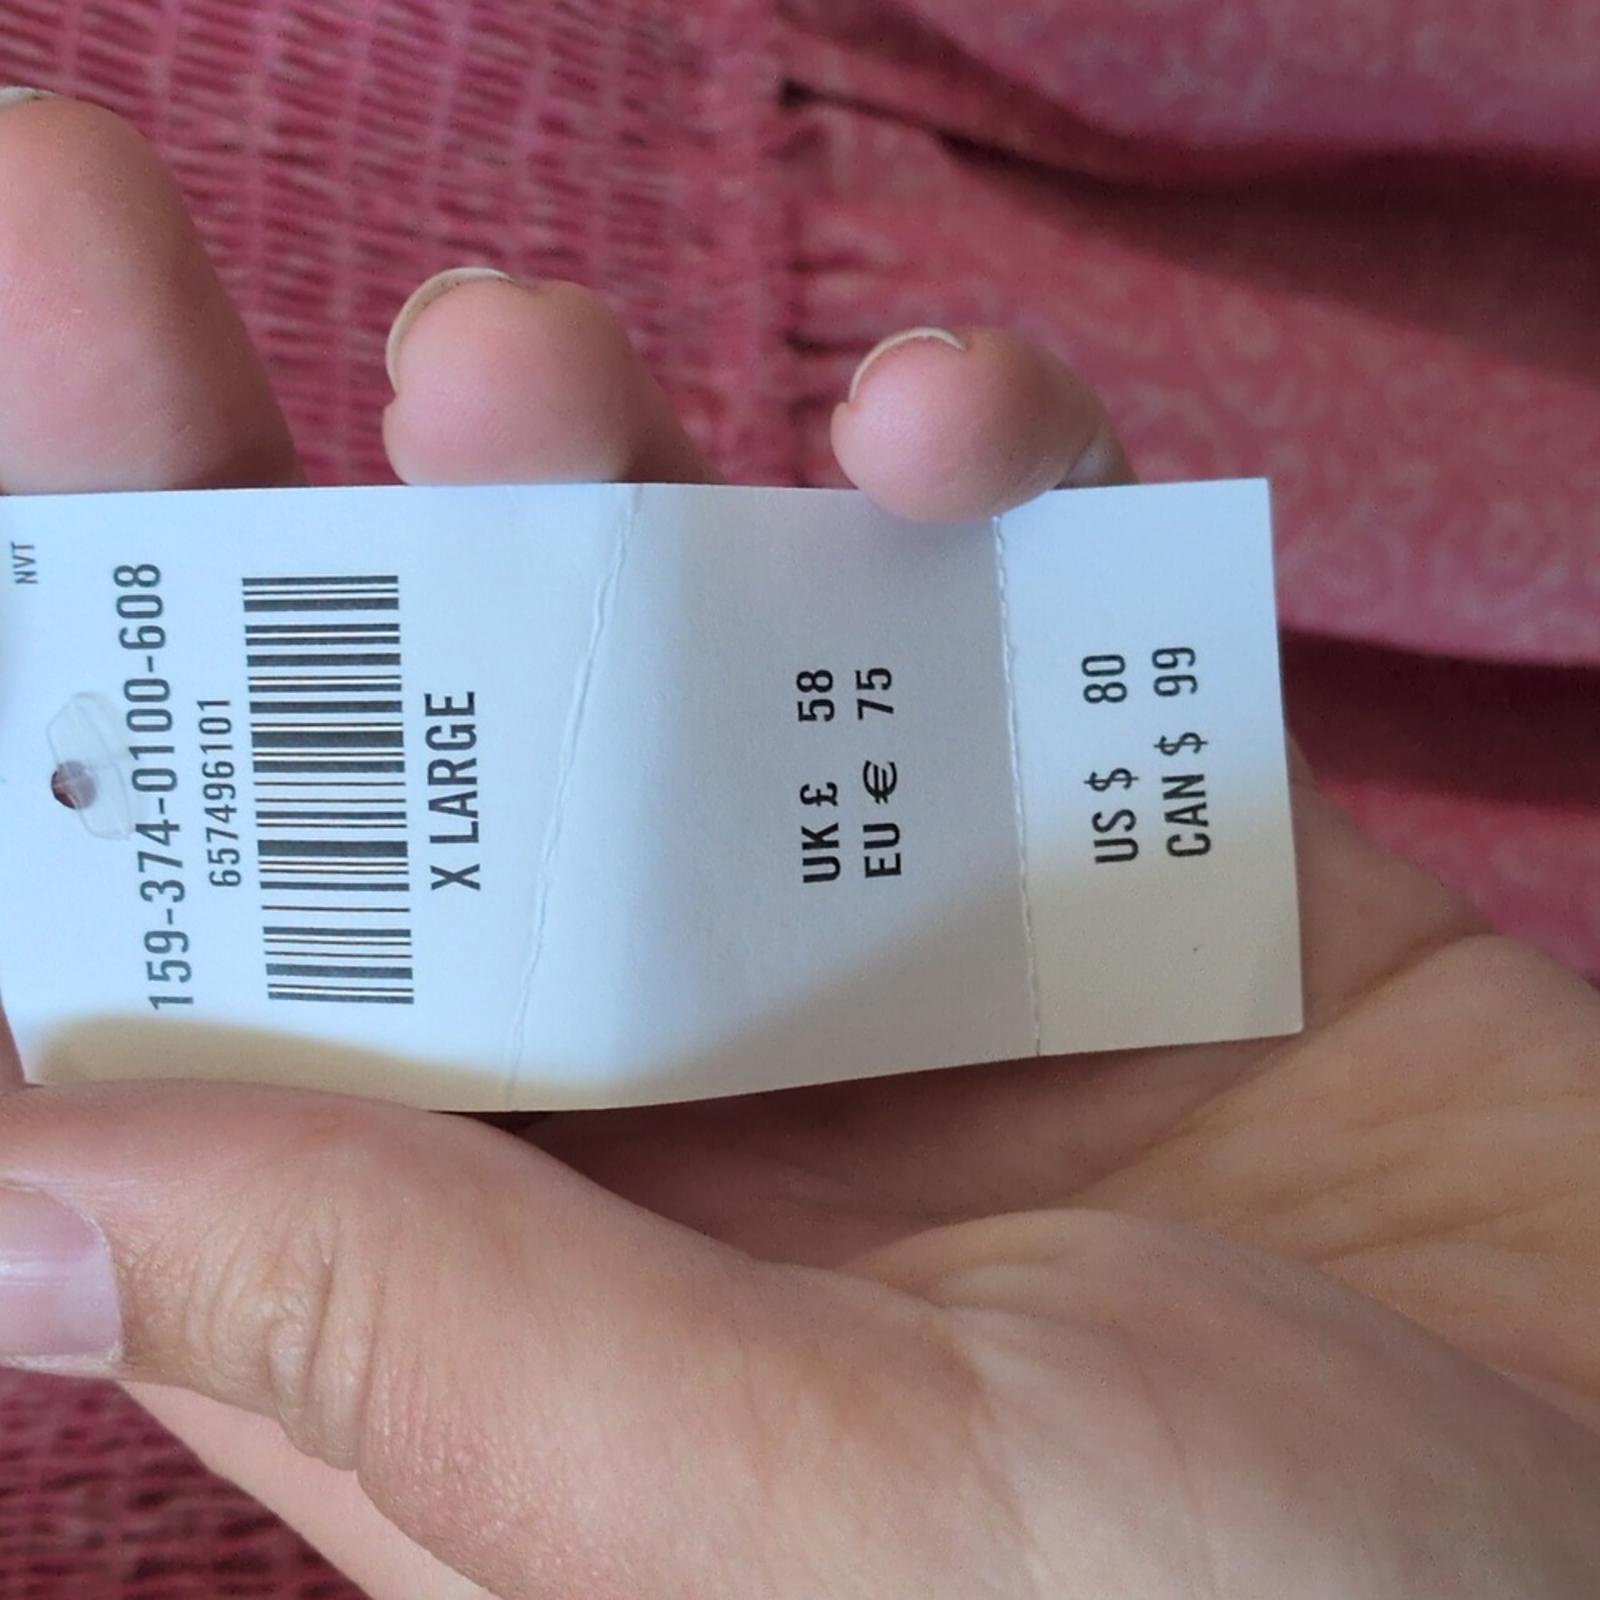 NVT
159-374-0100-608
657496101
X LARGE
UK £ 58
EU € 75
US $ 80
CAN $ 99